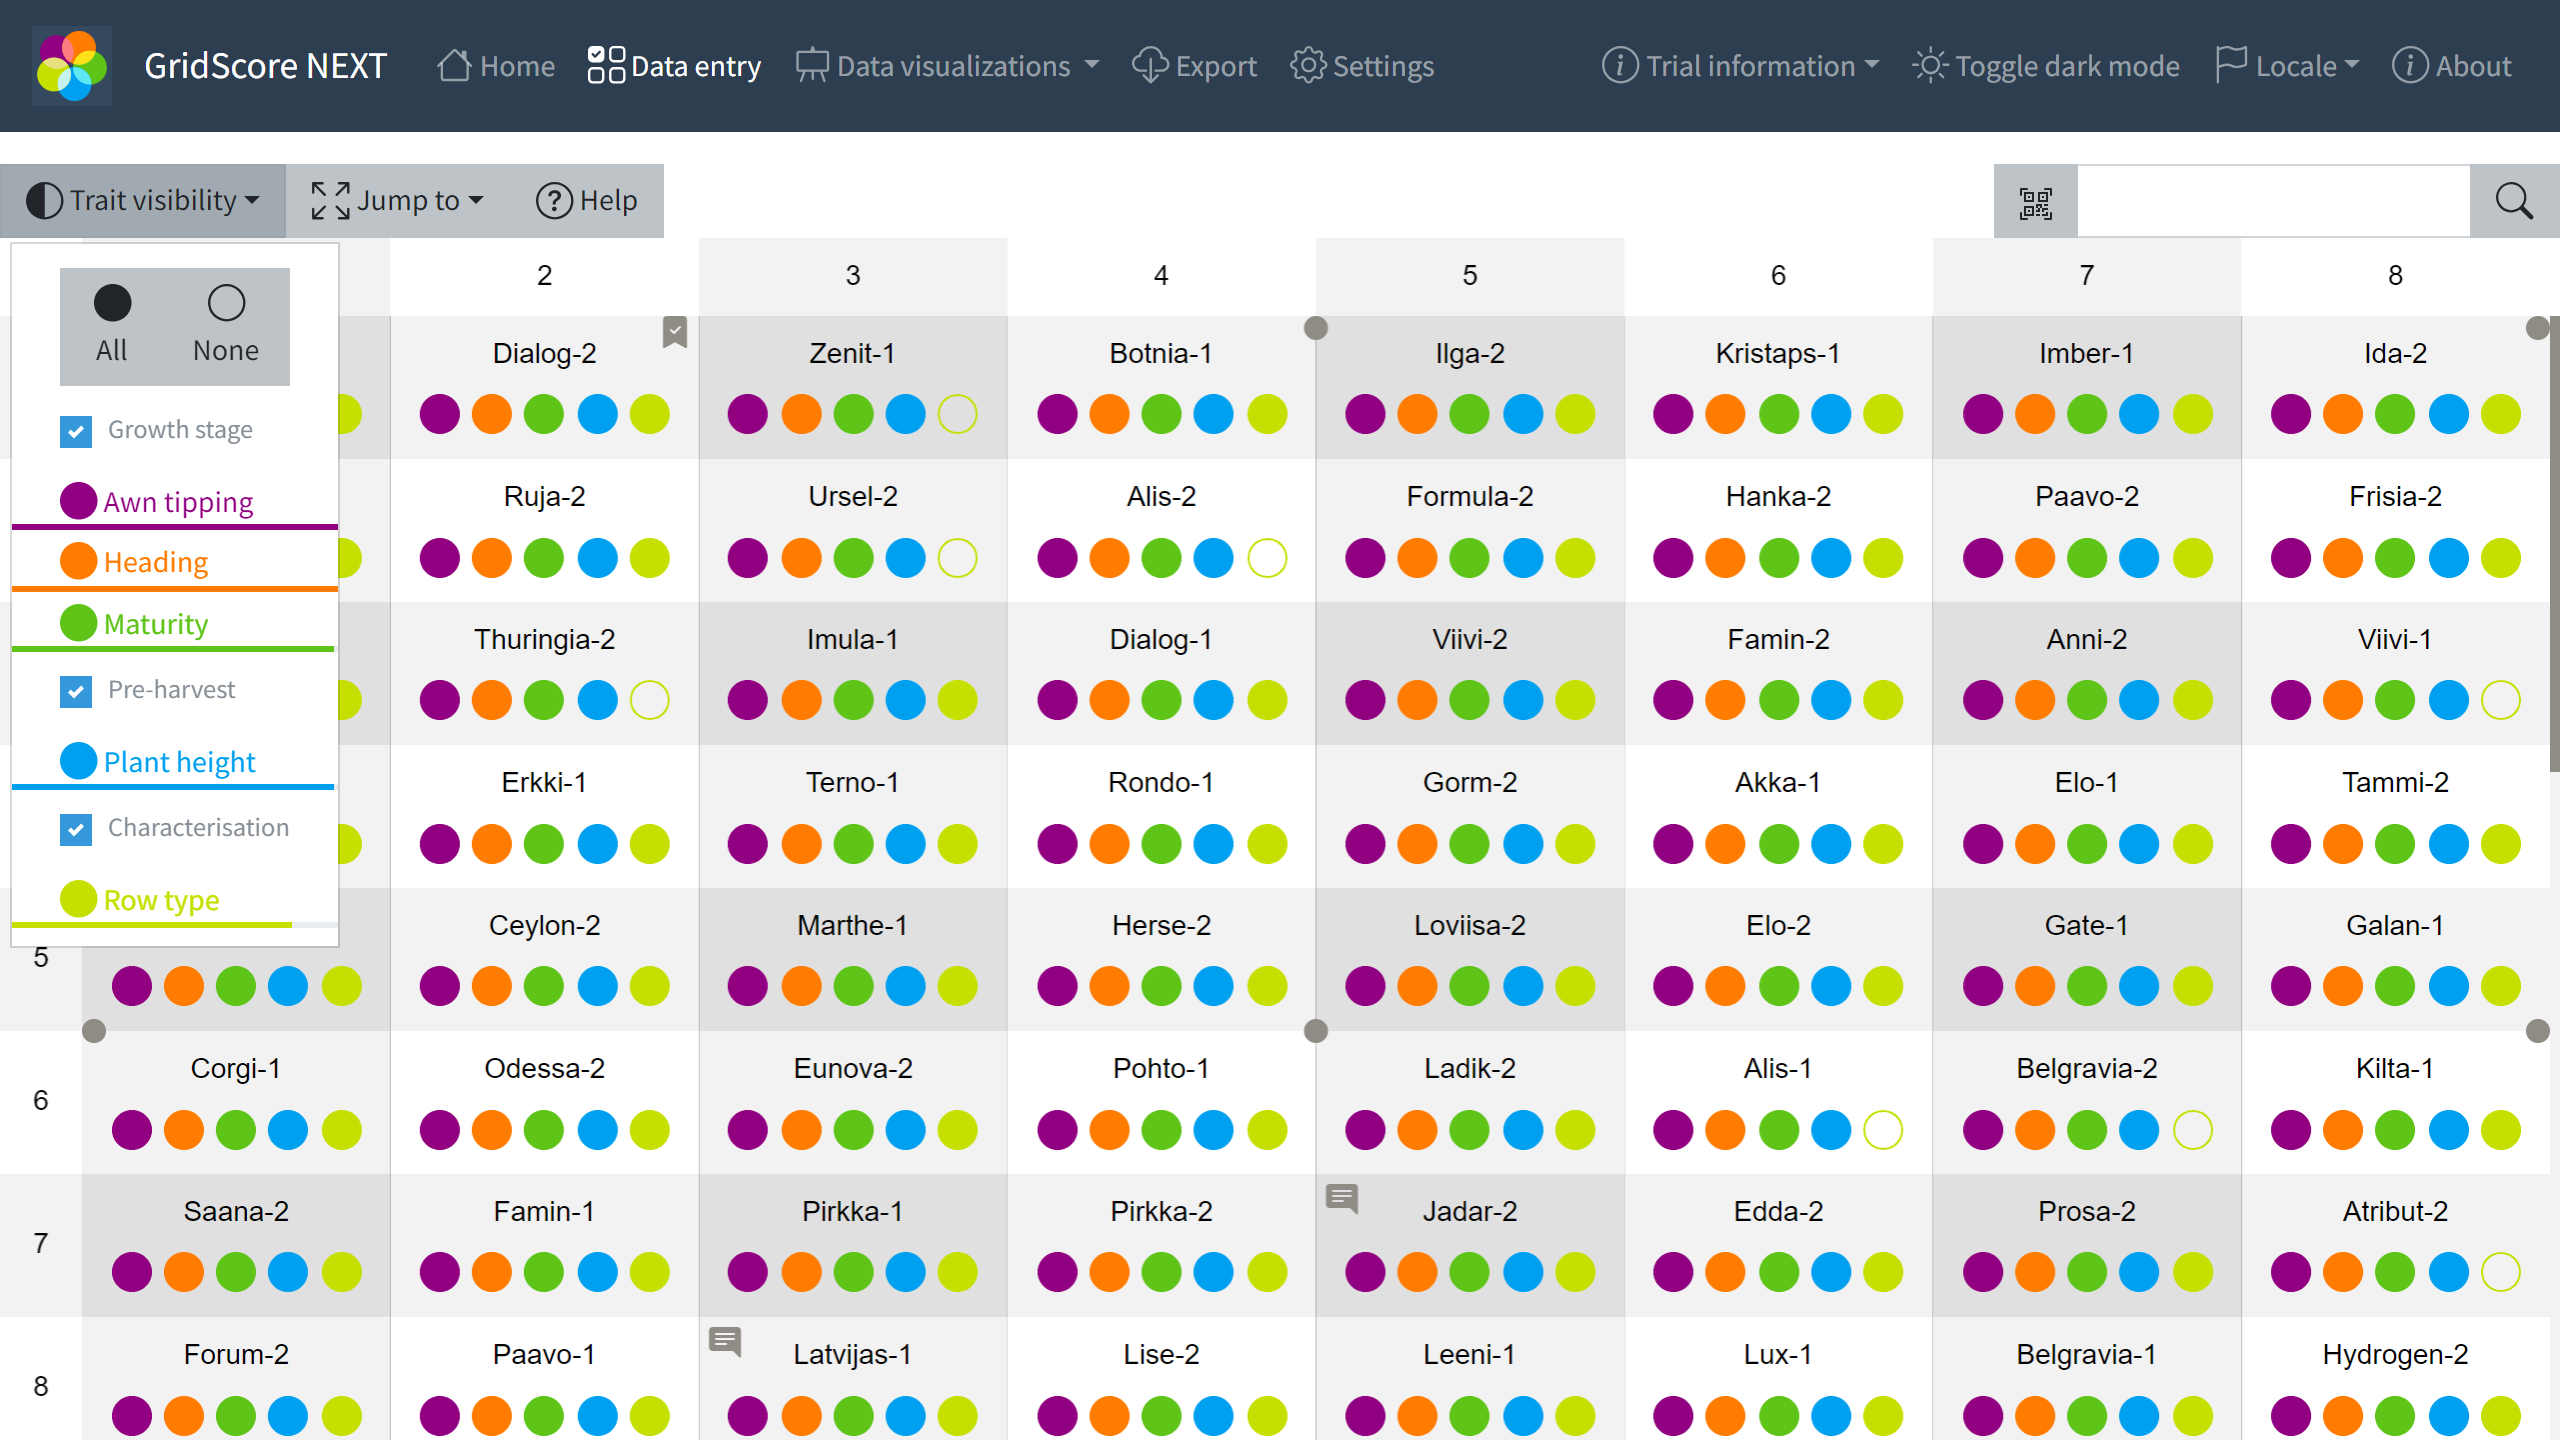 GridScore NEXT Home Data entry Data visualizations Export Settings Trial information Toggle dark mode Locale About
Trait visibility Jump to Help
2 3 4 5 6 7 8
All None
Growth stage
Awn tipping
Heading
Maturity
Pre-harvest
Plant height
Characterisation
Row type
Dialog-2 Zenit-1 Botnia-1 Ilga-2 Kristaps-1 Imber-1 Ida-2
Ruja-2 Ursel-2 Alis-2 Formula-2 Hanka-2 Paavo-2 Frisia-2
Thuringia-2 Imula-1 Dialog-1 Viivi-2 Famin-2 Anni-2 Viivi-1
Erkki-1 Terno-1 Rondo-1 Gorm-2 Akka-1 Elo-1 Tammi-2
5 Ceylon-2 Marthe-1 Herse-2 Loviisa-2 Elo-2 Gate-1 Galan-1
6 Corgi-1 Odessa-2 Eunova-2 Pohto-1 Ladik-2 Alis-1 Belgravia-2 Kilta-1
7 Saana-2 Famin-1 Pirkka-1 Pirkka-2 Jadar-2 Edda-2 Prosa-2 Atribut-2
8 Forum-2 Paavo-1 Latvijas-1 Lise-2 Leeni-1 Lux-1 Belgravia-1 Hydrogen-2